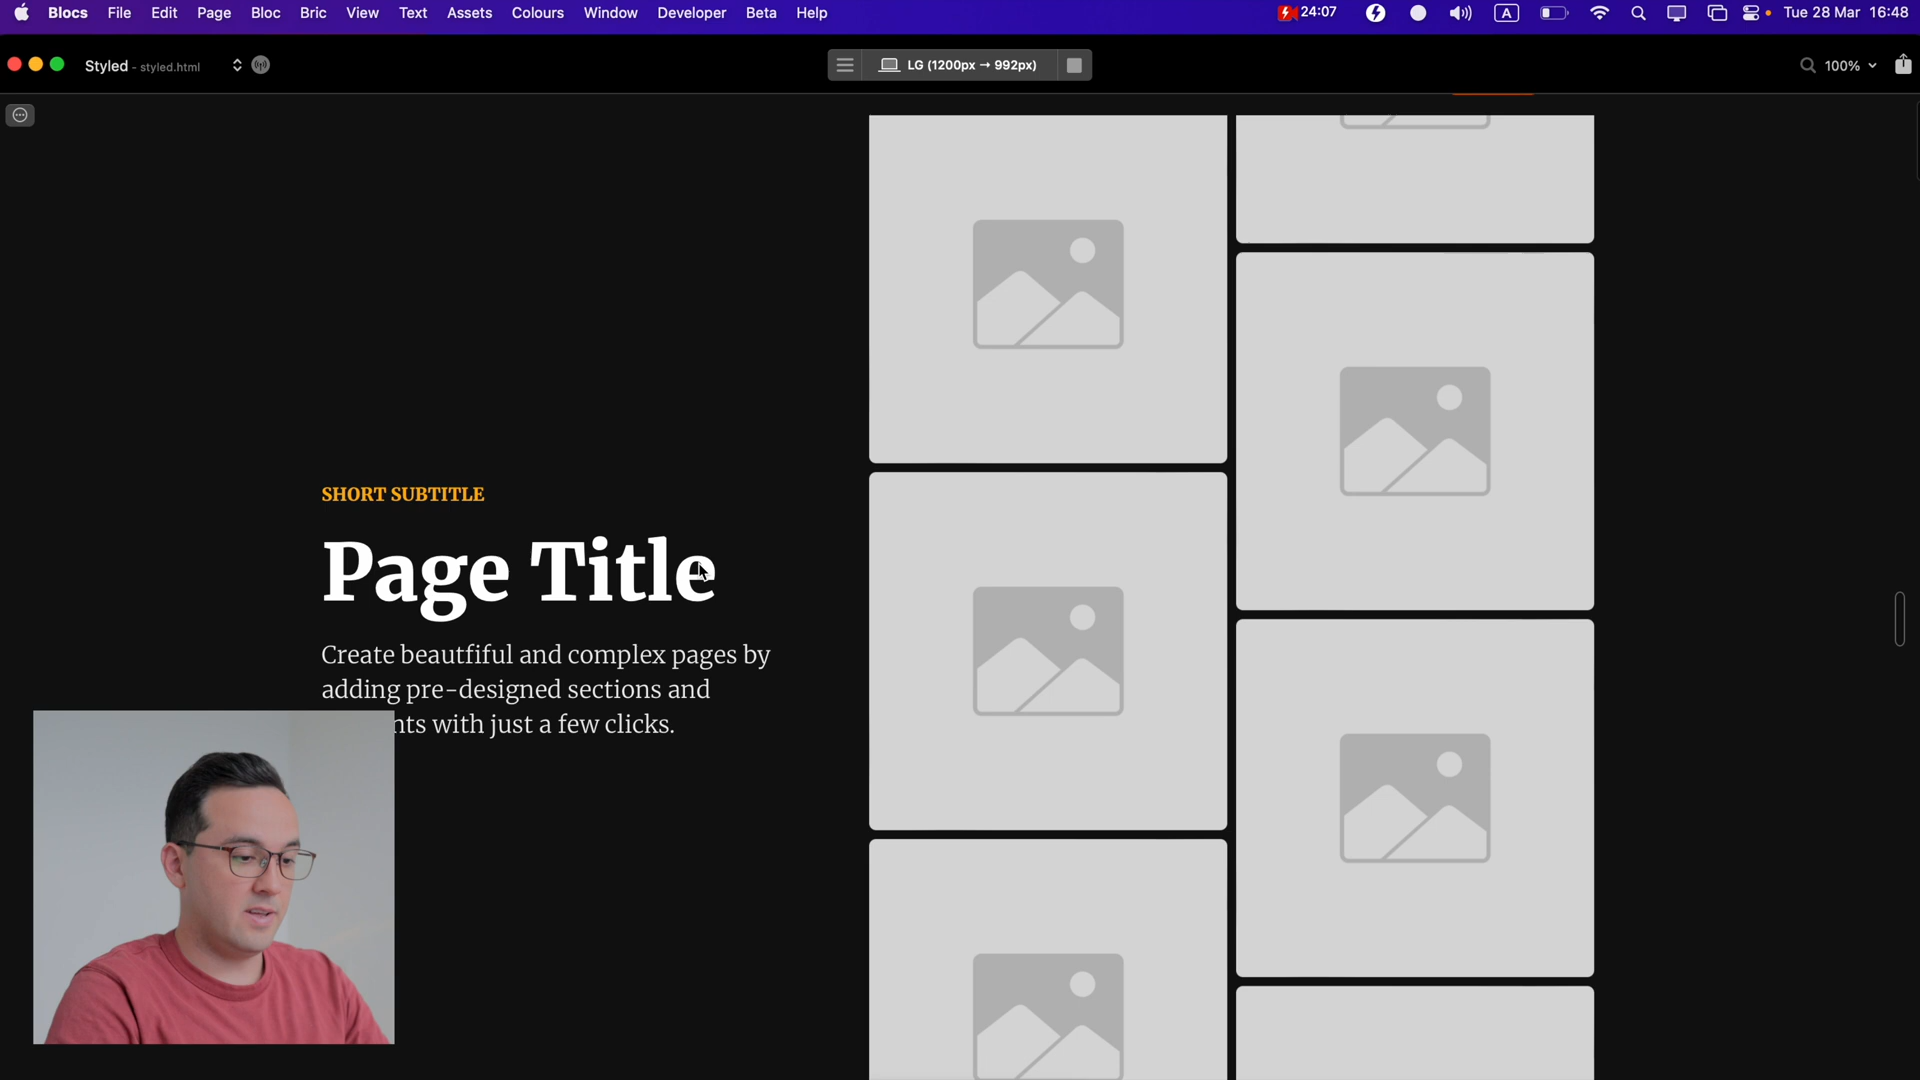 Blocs File Edit Page Bloc Bric View Text Assets Colours Window Developer Beta Help 24:07 A Tue 28 Mar 16:48
Styled - styled.html LG (1200px → 992px) 100%
SHORT SUBTITLE
Page Title
Create beautfiful and complex pages by
adding pre-designed sections and
nts with just a few clicks.